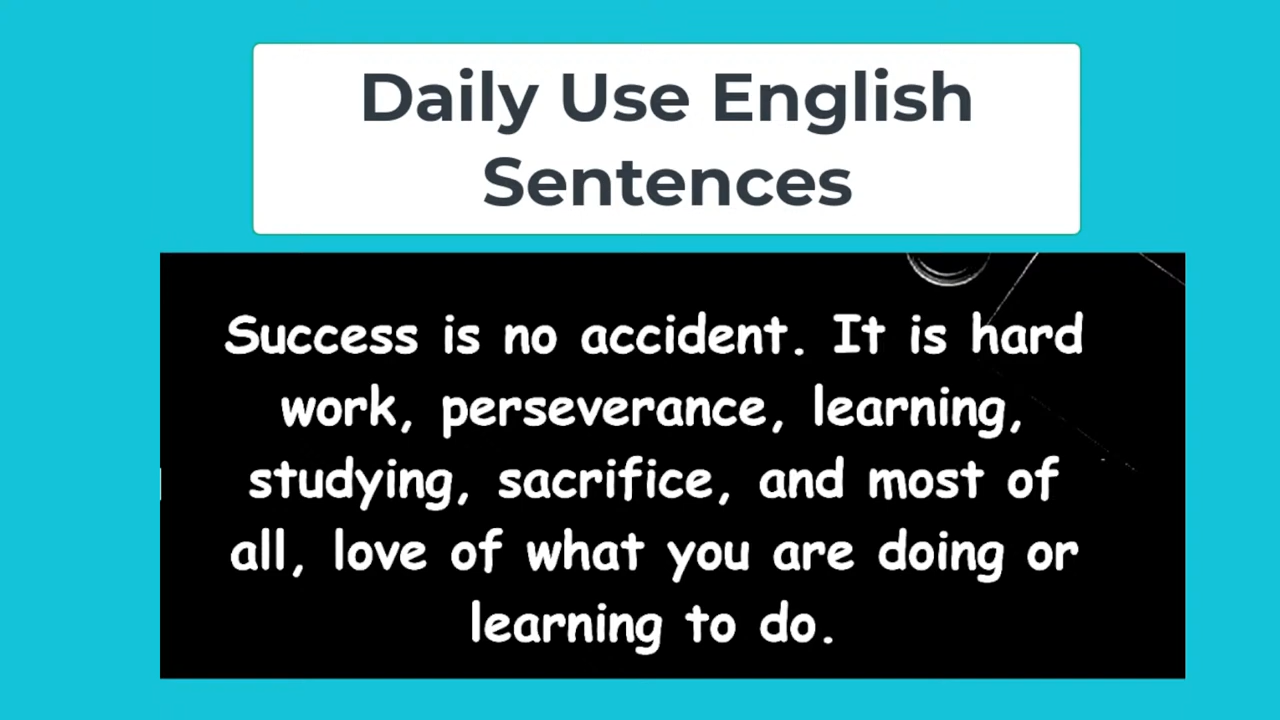 Daily Use English
Sentences
Success is no accident. It is hard
work, perseverance, learning,
studying, sacrifice, and most of
all, love of what you are doing or
learning to do.